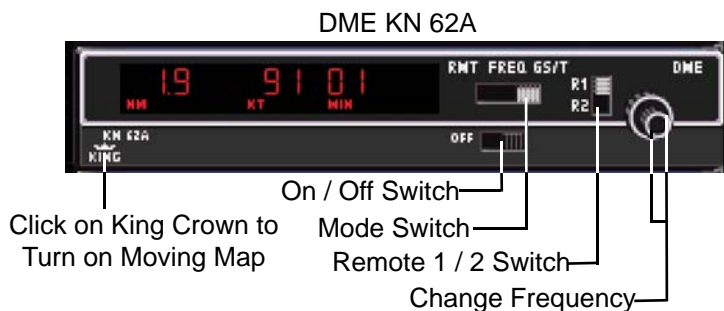 DME KN 62A
RMT FREQ GS/T
DME
1.9 91 01
NM KT MIN
R1
R2
KN 62A
KING
OFF
On / Off Switch
Click on King Crown to
Turn on Moving Map
Mode Switch
Remote 1 / 2 Switch
Change Frequency